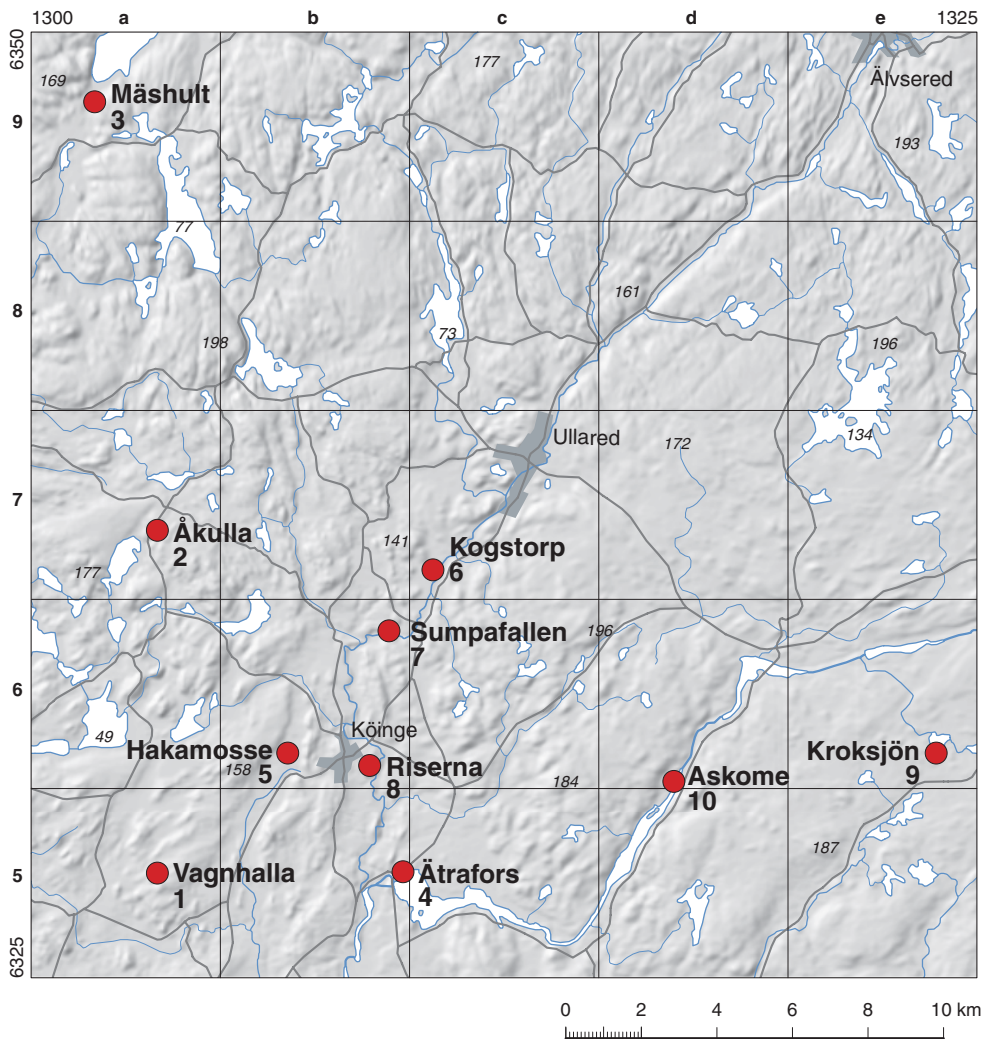 1300 a b c d e 1325
6350
177
169
Älvsered
Mäshult
3
9
193
77
161
8
73
198
196
Ullared
134
172
7
Åkulla
2
141
Kogstorp
6
177
Sumpafallen
7
196
6
49
Köinge
Hakamosse
5
158
Riserna
8
Kroksjön
9
184
Askome
10
187
5
Vagnhalla
1
Ätrafors
4
6325
0 2 4 6 8 10 km